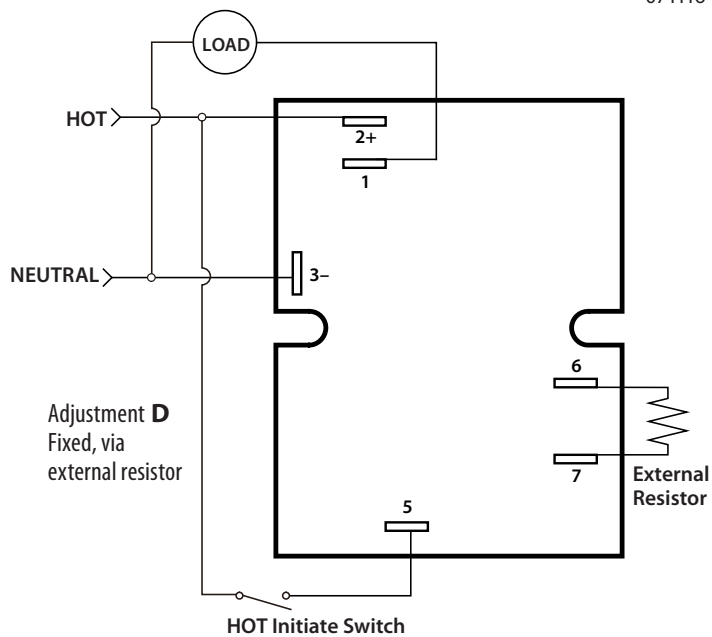 LOAD
HOT
2+
1
NEUTRAL
3–
6
Adjustment D
Fixed, via
external resistor
7
External
Resistor
5
HOT Initiate Switch